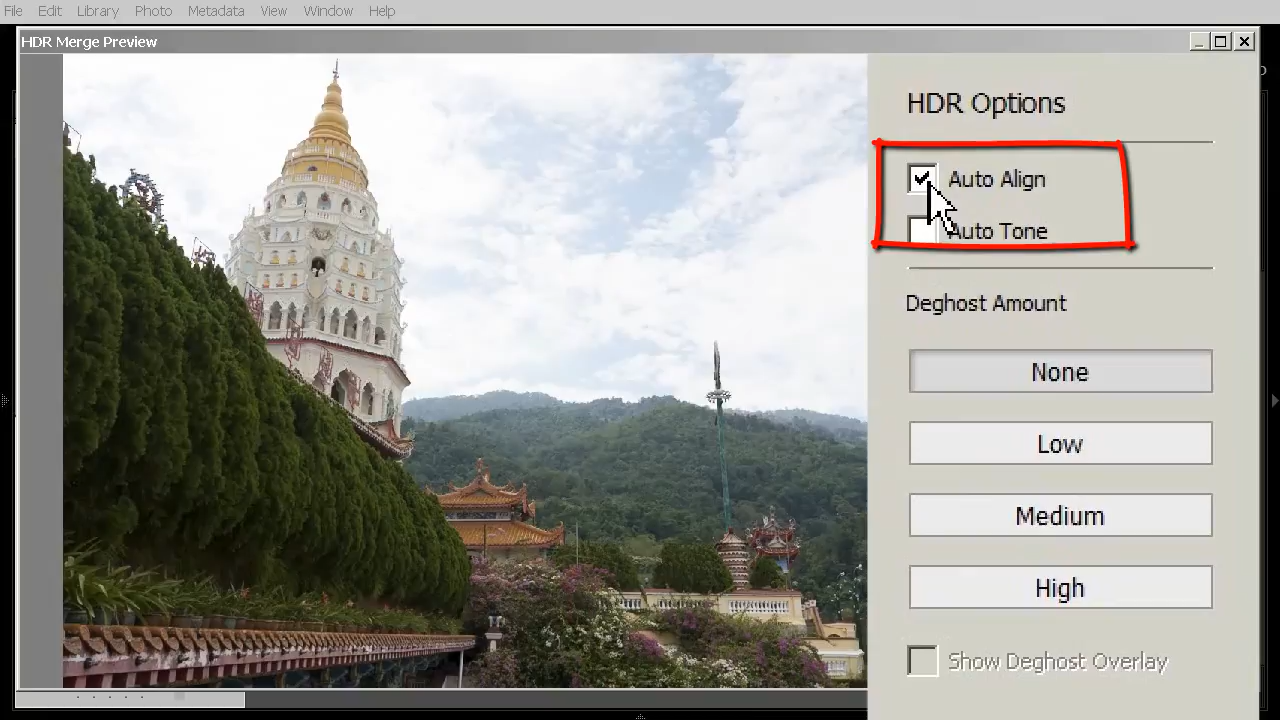 File Edit Library Photo Metadata View Window Help
HDR Merge Preview
HDR Options
Auto Align
Auto Tone
Deghost Amount
None
Low
Medium
High
Show Deghost Overlay